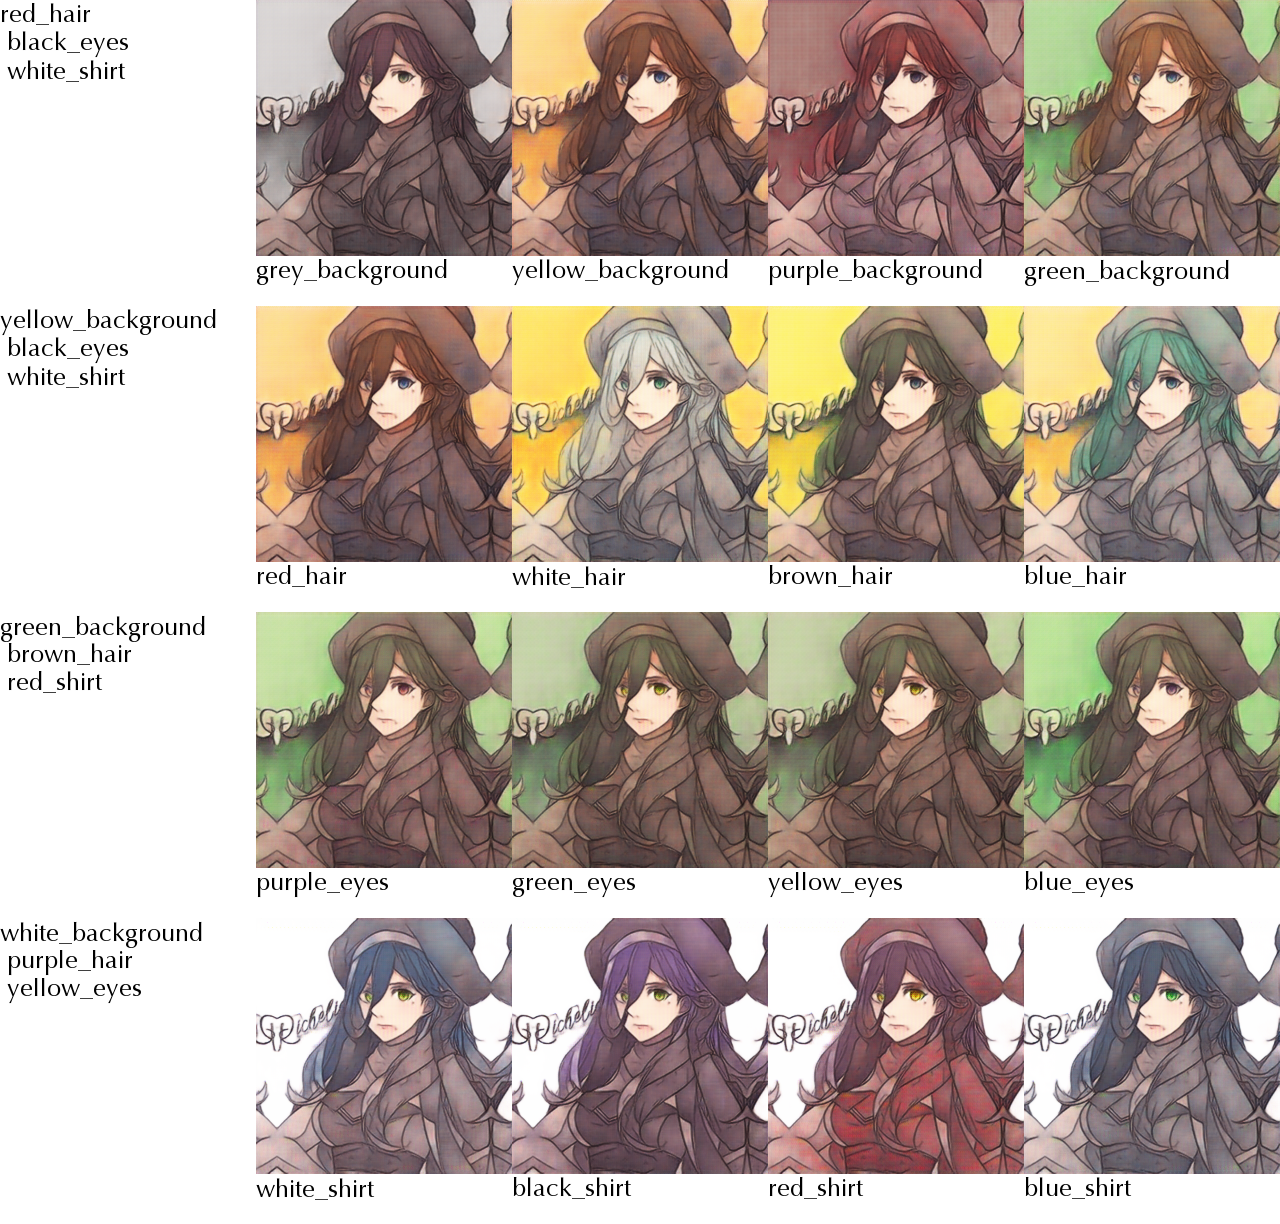 red_hair
black_eyes
white_shirt
grey_background
yellow_background
purple_background
green_background
yellow_background
black_eyes
white_shirt
red_hair
white_hair
brown_hair
blue_hair
green_background
brown_hair
red_shirt
purple_eyes
green_eyes
yellow_eyes
blue_eyes
white_background
purple_hair
yellow_eyes
white_shirt
black_shirt
red_shirt
blue_shirt